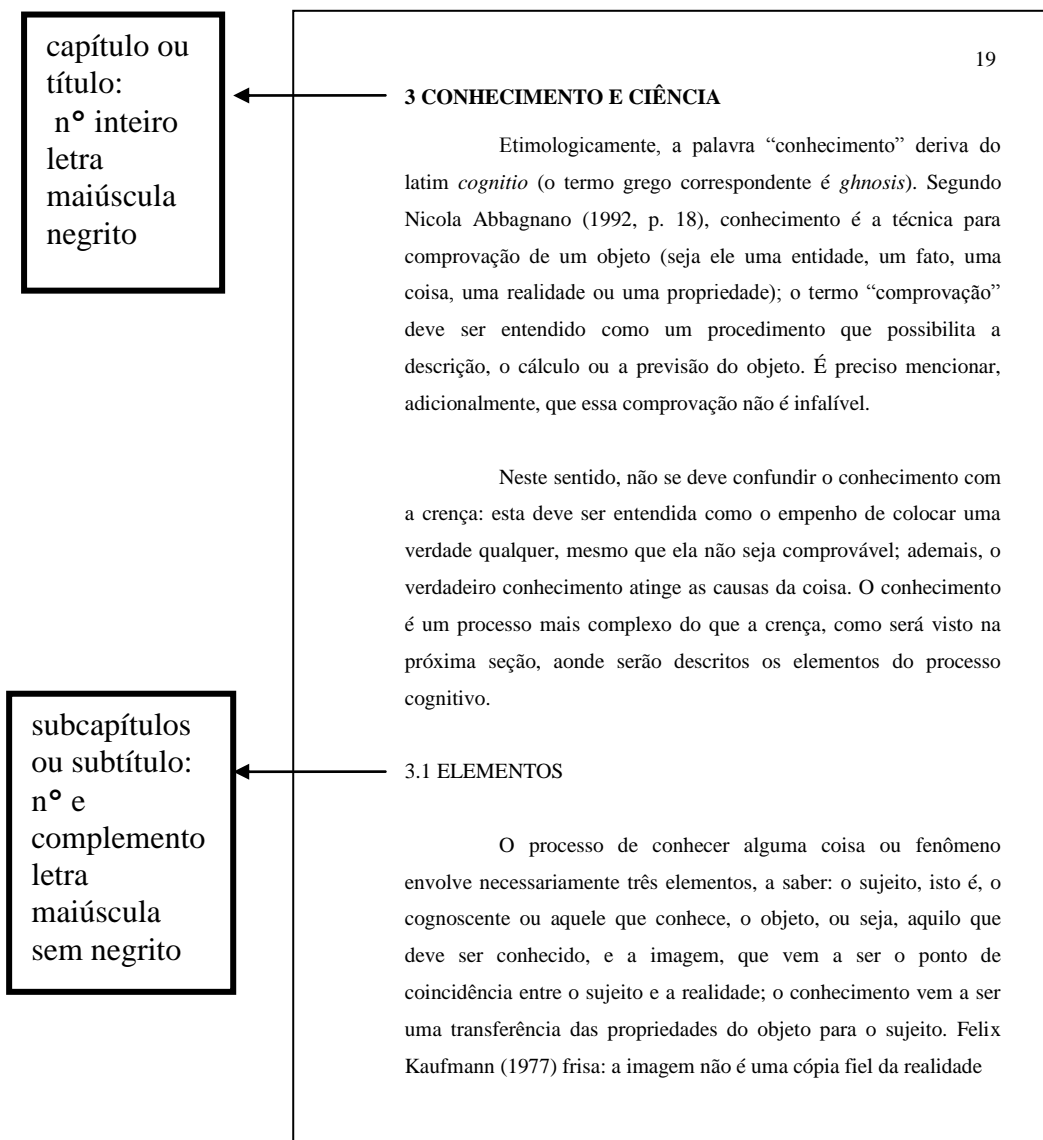 capítulo ou
título:
n° inteiro
letra
maiúscula
negrito
19
3 CONHECIMENTO E CIÊNCIA
Etimologicamente, a palavra “conhecimento” deriva do
latim cognitio (o termo grego correspondente é ghnosis). Segundo
Nicola Abbagnano (1992, p. 18), conhecimento é a técnica para
comprovação de um objeto (seja ele uma entidade, um fato, uma
coisa, uma realidade ou uma propriedade); o termo “comprovação”
deve ser entendido como um procedimento que possibilita a
descrição, o cálculo ou a previsão do objeto. É preciso mencionar,
adicionalmente, que essa comprovação não é infalível.
Neste sentido, não se deve confundir o conhecimento com
a crença: esta deve ser entendida como o empenho de colocar uma
verdade qualquer, mesmo que ela não seja comprovável; ademais, o
verdadeiro conhecimento atinge as causas da coisa. O conhecimento
é um processo mais complexo do que a crença, como será visto na
próxima seção, aonde serão descritos os elementos do processo
cognitivo.
subcapítulos
ou subtítulo:
n° e
complemento
letra
maiúscula
sem negrito
3.1 ELEMENTOS
O processo de conhecer alguma coisa ou fenômeno
envolve necessariamente três elementos, a saber: o sujeito, isto é, o
cognoscente ou aquele que conhece, o objeto, ou seja, aquilo que
deve ser conhecido, e a imagem, que vem a ser o ponto de
coincidência entre o sujeito e a realidade; o conhecimento vem a ser
uma transferência das propriedades do objeto para o sujeito. Felix
Kaufmann (1977) frisa: a imagem não é uma cópia fiel da realidade